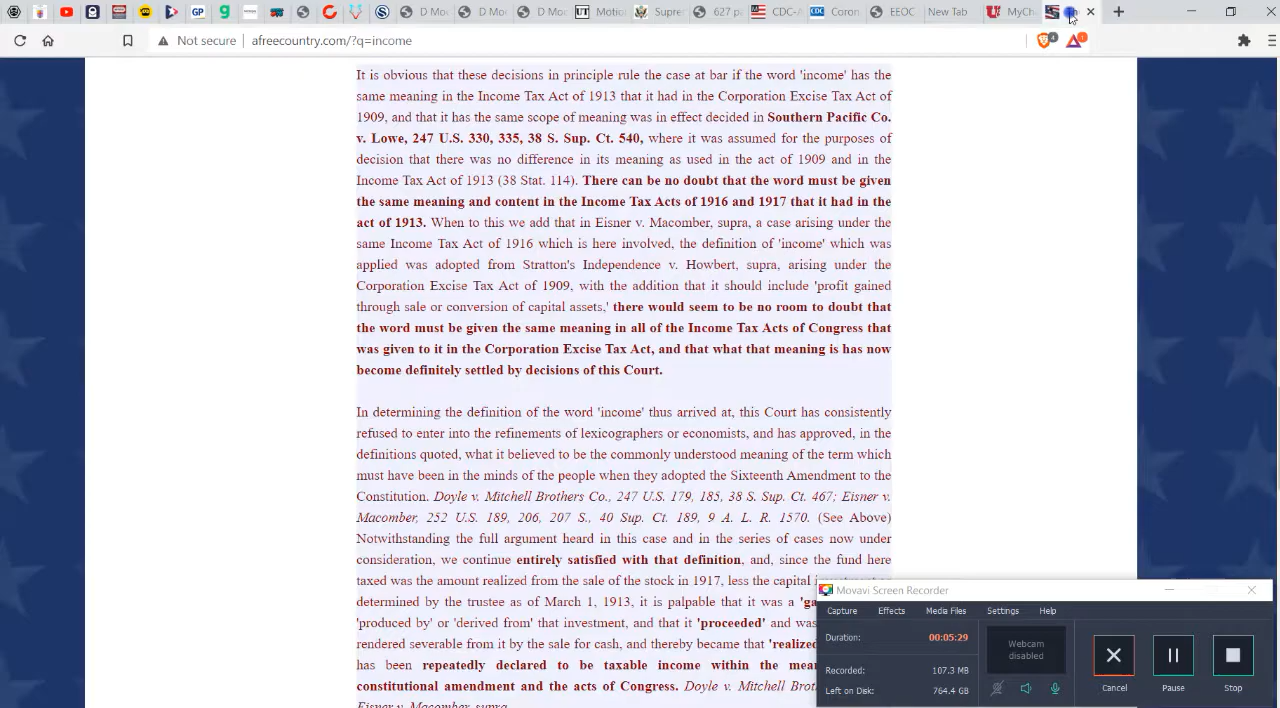 D Mod
Coron
D Doc
D Mo
Motion
Supre
627 p
CDC-A
CDC
Coron
EEOC
New Tab
MyCha
Not secure
afreecountry.com/?q=income
4
1
It is obvious that these decisions in principle rule the case at bar if the word 'income' has the
same meaning in the Income Tax Act of 1913 that it had in the Corporation Excise Tax Act of
1909, and that it has the same scope of meaning was in effect decided in Southern Pacific Co.
v. Lowe, 247 U.S. 330, 335, 38 S. Sup. Ct. 540, where it was assumed for the purposes of
decision that there was no difference in its meaning as used in the act of 1909 and in the
Income Tax Act of 1913 (38 Stat. 114). There can be no doubt that the word must be given
the same meaning and content in the Income Tax Acts of 1916 and 1917 that it had in the
act of 1913. When to this we add that in Eisner v. Macomber, supra, a case arising under the
same Income Tax Act of 1916 which is here involved, the definition of 'income' which was
applied was adopted from Stratton's Independence v. Howbert, supra, arising under the
Corporation Excise Tax Act of 1909, with the addition that it should include 'profit gained
through sale or conversion of capital assets,' there would seem to be no room to doubt that
the word must be given the same meaning in all of the Income Tax Acts of Congress that
was given to it in the Corporation Excise Tax Act, and that what that meaning is has now
become definitely settled by decisions of this Court.
In determining the definition of the word 'income' thus arrived at, this Court has consistently
refused to enter into the refinements of lexicographers or economists, and has approved, in the
definitions quoted, what it believed to be the commonly understood meaning of the term which
must have been in the minds of the people when they adopted the Sixteenth Amendment to the
Constitution. Doyle v. Mitchell Brothers Co., 247 U.S. 179, 185, 38 S. Sup. Ct. 467; Eisner v.
Macomber, 252 U.S. 189, 206, 207 S., 40 Sup. Ct. 189, 9 A. L. R. 1570. (See Above)
Notwithstanding the full argument heard in this case and in the series of cases now under
consideration, we continue entirely satisfied with that definition, and, since the fund here
taxed was the amount realized from the sale of the stock in 1917, less the capital
determined by the trustee as of March 1, 1913, it is palpable that it was a 'ga
'produced by' or 'derived from' that investment, and that it 'proceeded' and was
rendered severable from it by the sale for cash, and thereby became that 'realiz
has been repeatedly declared to be taxable income within the mea
constitutional amendment and the acts of Congress. Doyle v. Mitchell Broth
Eisner v. Macomber, supra.
Movavi Screen Recorder
Capture Effects Media Files Settings Help
Duration: 00:05:29
Webcam
disabled
Recorded: 107.3 MB
Left on Disk: 764.4 GB
Cancel Pause Stop